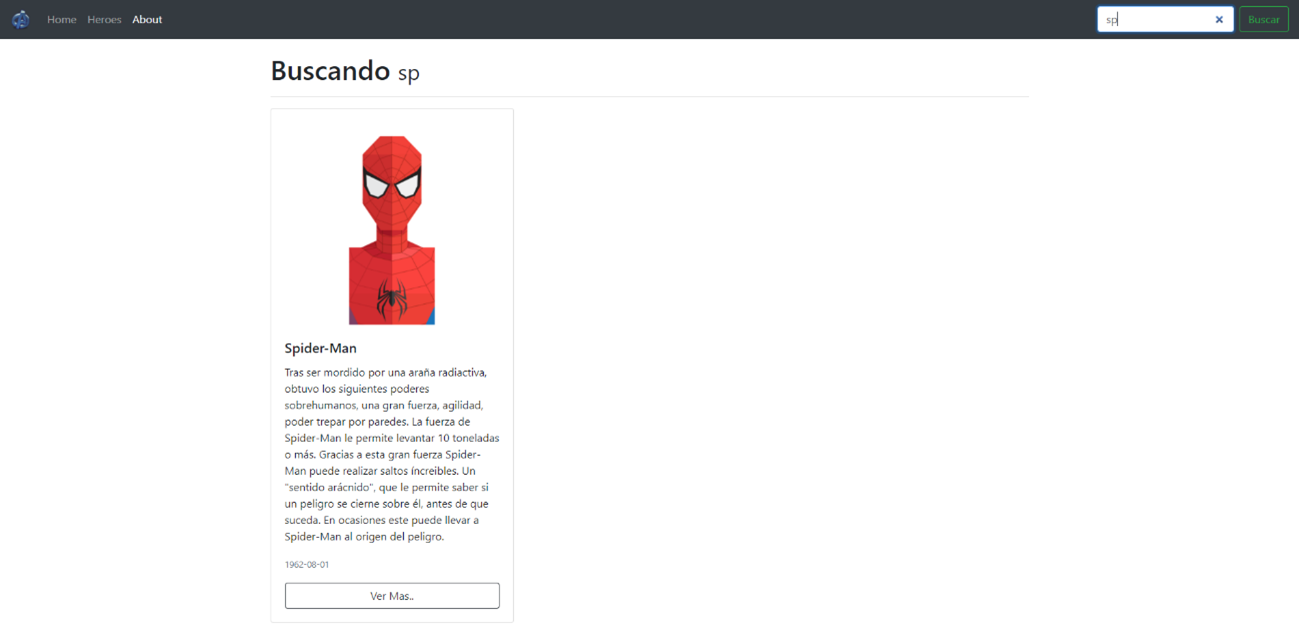 Home Heroes About sp × Buscar
Buscando sp
Spider-Man
Tras ser mordido por una araña radiactiva,
obtuvo los siguientes poderes
sobrehumanos, una gran fuerza, agilidad,
poder trepar por paredes. La fuerza de
Spider-Man le permite levantar 10 toneladas
o más. Gracias a esta gran fuerza Spider-
Man puede realizar saltos íncreibles. Un
"sentido arácnido", que le permite saber si
un peligro se cierne sobre él, antes de que
suceda. En ocasiones este puede llevar a
Spider-Man al origen del peligro.
1962-08-01
Ver Mas..